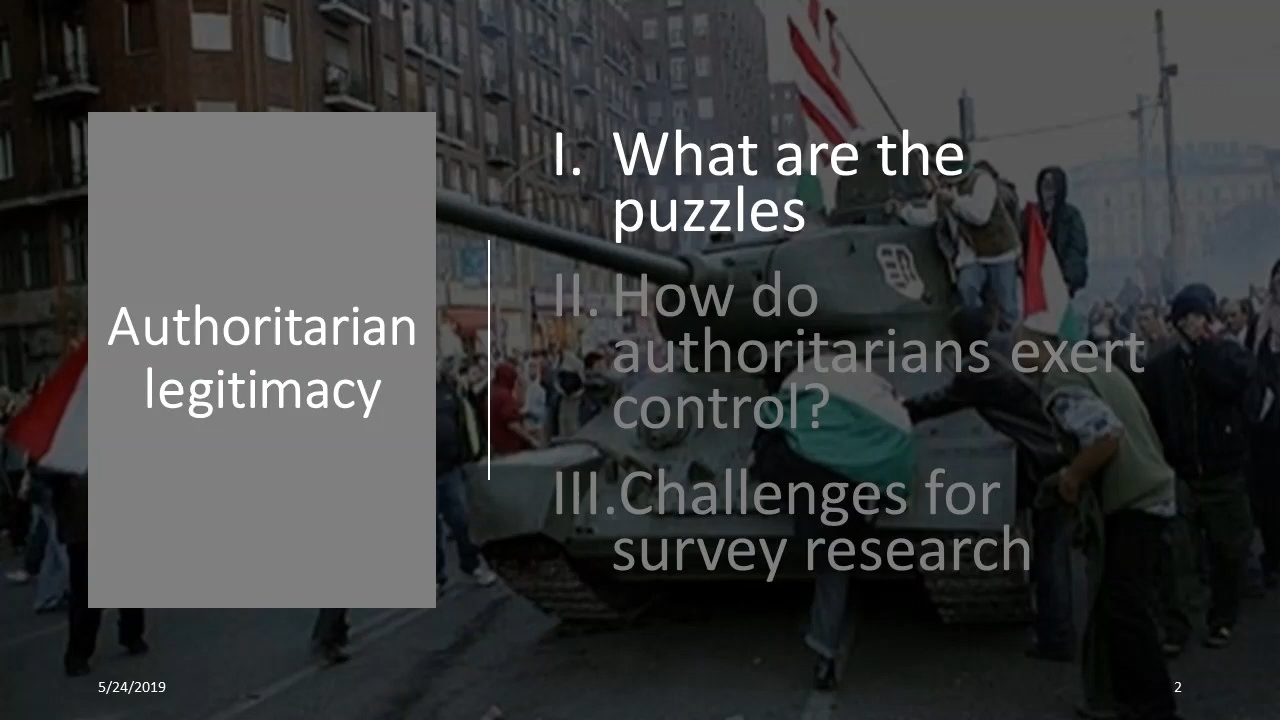 Authoritarian
legitimacy
I. What are the
puzzles
II. How do
authoritarians exert
control?
III.Challenges for
survey research
5/24/2019
2